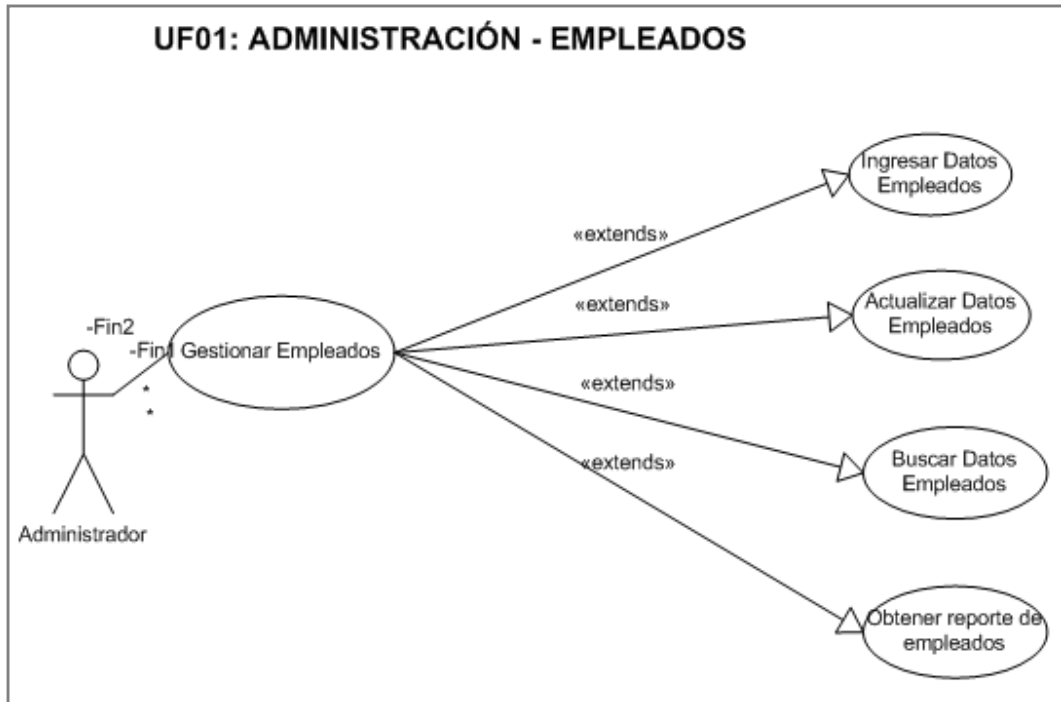 UF01: ADMINISTRACIÓN - EMPLEADOS
Ingresar Datos
Empleados
«extends»
Actualizar Datos
Empleados
«extends»
-Fin2
-Fin1
Gestionar Empleados
*
*
«extends»
Buscar Datos
Empleados
«extends»
Administrador
Obtener reporte de
empleados